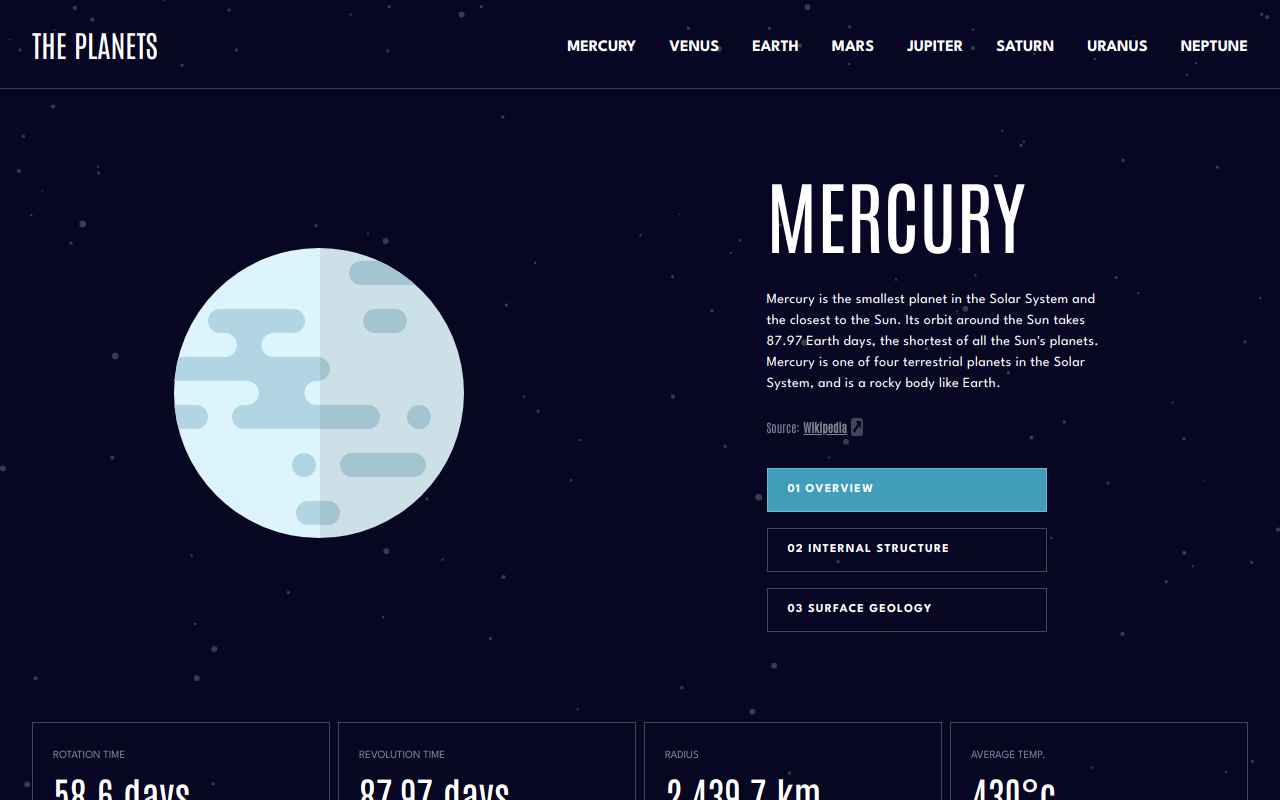 THE PLANETS
MERCURY VENUS EARTH MARS JUPITER SATURN URANUS NEPTUNE
MERCURY
Mercury is the smallest planet in the Solar System and
the closest to the Sun. Its orbit around the Sun takes
87.97 Earth days, the shortest of all the Sun's planets.
Mercury is one of four terrestrial planets in the Solar
System, and is a rocky body like Earth.
Source: Wikipedia
01 OVERVIEW
02 INTERNAL STRUCTURE
03 SURFACE GEOLOGY
ROTATION TIME REVOLUTION TIME RADIUS AVERAGE TEMP.
58.6 days 87.97 days 2,439.7 km 430°c